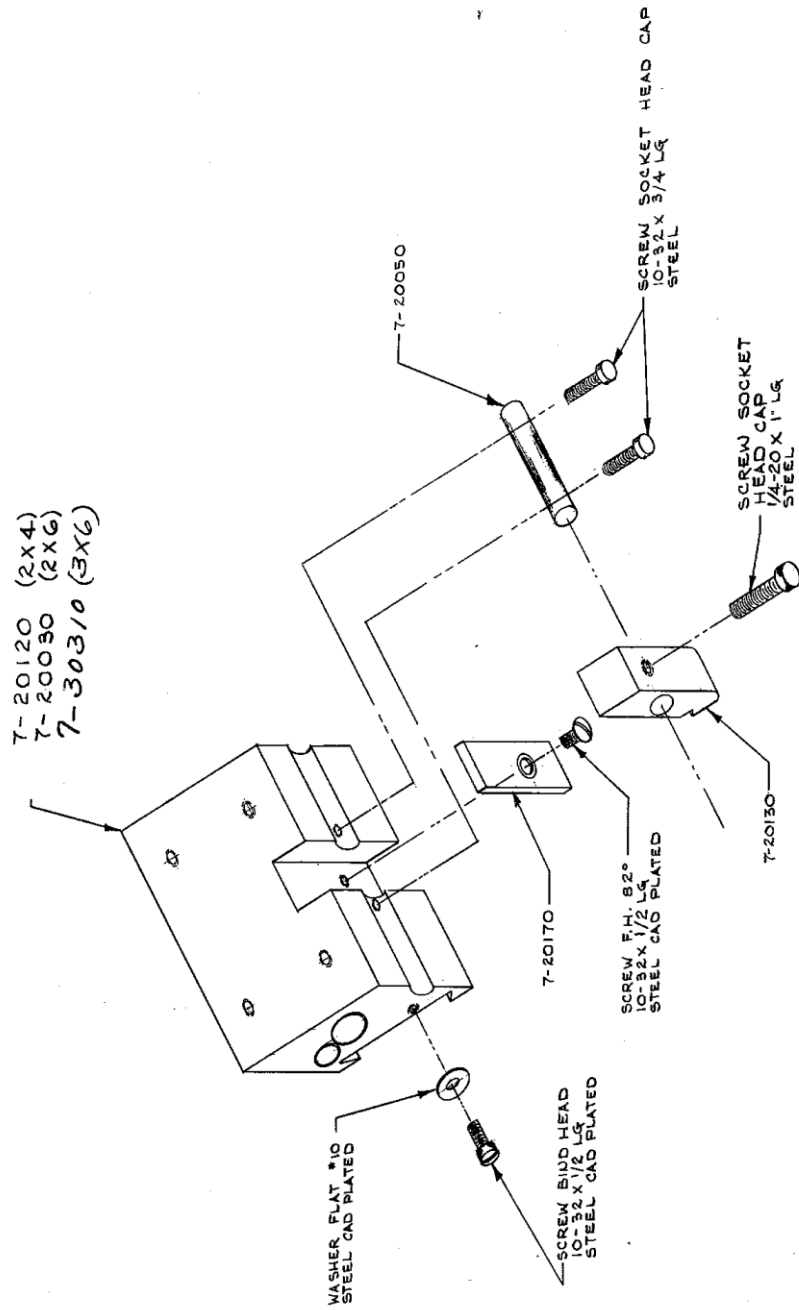 7-20120 (2X4)
7-20030 (2X6)
7-30310 (3X6)
7-20050
SCREW SOCKET HEAD CAP
10-32 X 3/4 LG
STEEL
SCREW SOCKET
HEAD CAP
1/4-20 X 1" LG
STEEL
7-20130
7-20170
SCREW F.H. 82°
10-32 X 1/2 LG
STEEL CAD PLATED
WASHER FLAT #10
STEEL CAD PLATED
SCREW BIND HEAD
10-32 X 1/2 LG
STEEL CAD PLATED